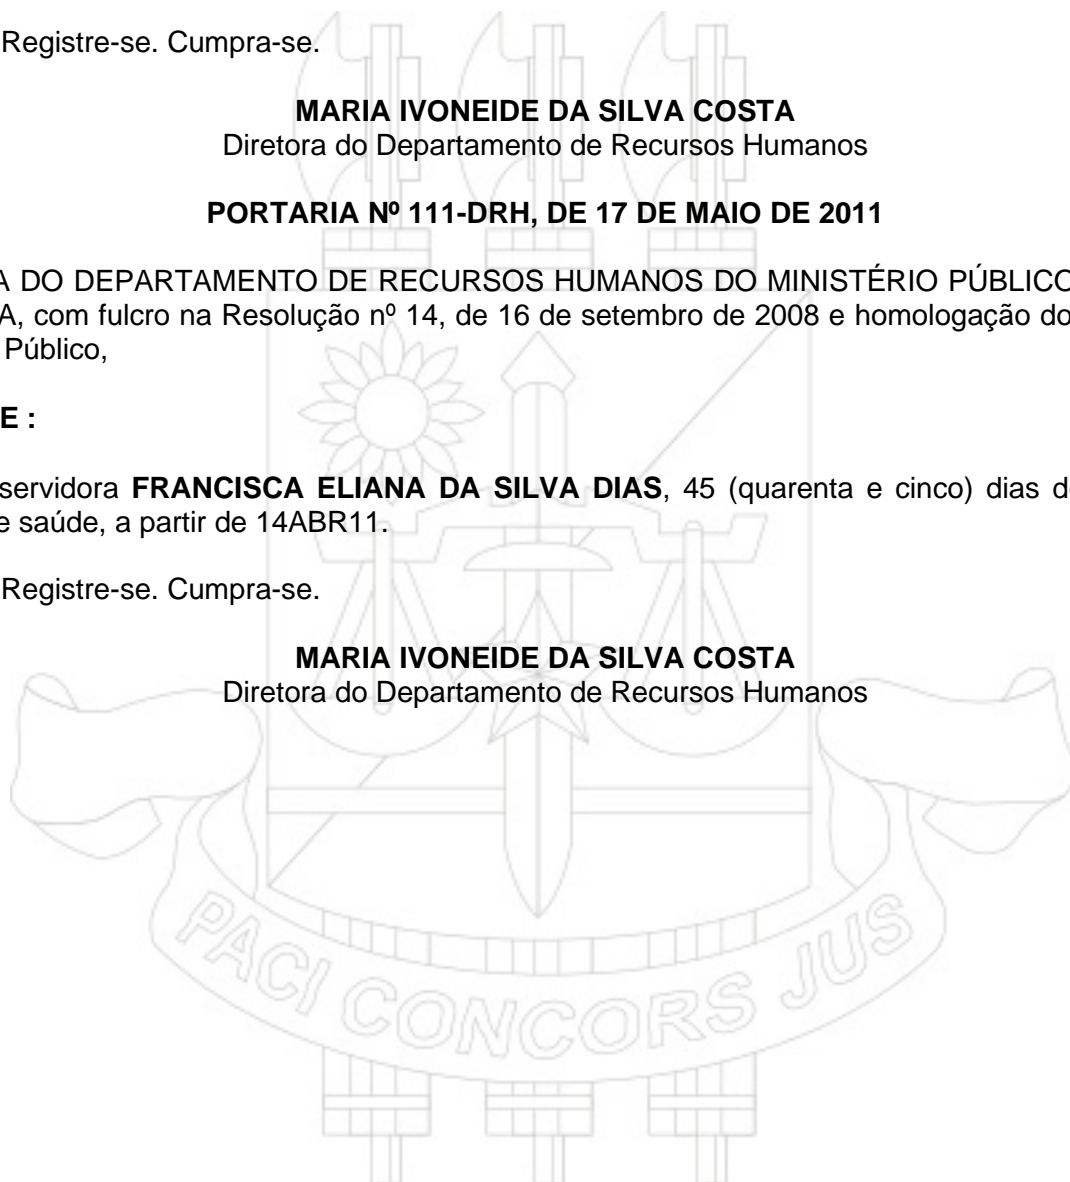 Registre-se. Cumpra-se.
MARIA IVONEIDE DA SILVA COSTA
Diretora do Departamento de Recursos Humanos
PORTARIA Nº 111-DRH, DE 17 DE MAIO DE 2011
A DO DEPARTAMENTO DE RECURSOS HUMANOS DO MINISTÉRIO PÚBLICO
A, com fulcro na Resolução nº 14, de 16 de setembro de 2008 e homologação do
Público,
E :
servidora FRANCISCA ELIANA DA SILVA DIAS, 45 (quarenta e cinco) dias d
e saúde, a partir de 14ABR11.
Registre-se. Cumpra-se.
MARIA IVONEIDE DA SILVA COSTA
Diretora do Departamento de Recursos Humanos
PACI CONCORS JUS